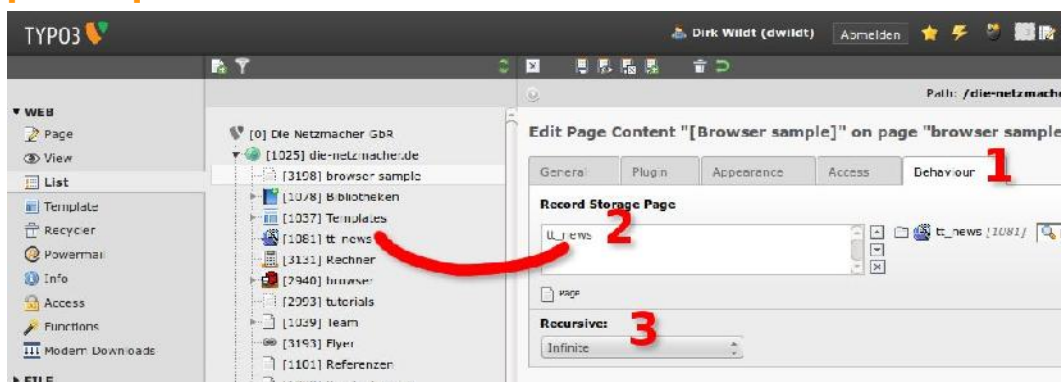 TYPO3
Dirk Wildt (dwildt)
Abmelden
Path: /die-netzmache
WEB
Page
View
List
Template
Recycler
Powermail
Info
Access
Functions
Modern Downloads
FILE
[0] Die Netzmacher GbR
[1025] die-netzmacher.de
[3198] browser sample
[1078] Bibliotheken
[1037] Templates
[1081] tt_news
[3131] Rechner
[2940] browser
[2993] tutorials
[1039] Team
[3193] Flyer
[1101] Referenzen
Edit Page Content "[Browser sample]" on page "browser sample
General Plugin Appearance Access Behaviour 1
Record Storage Page
tt_news 2
tt_news [1081]
Page
Recursive: 3
Infinite